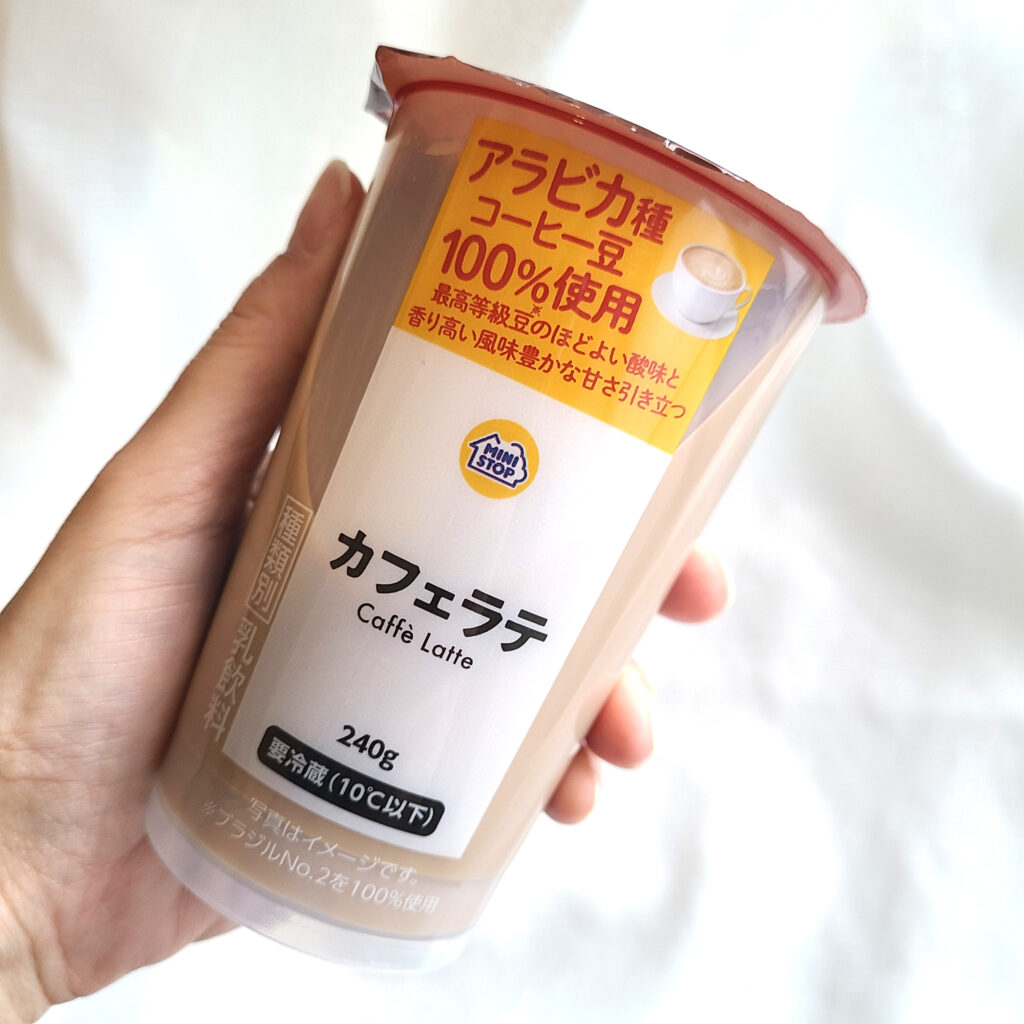 アラビカ種
コーヒー豆
100%使用
※
最高等級豆のほどよい酸味と
香り高い風味豊かな甘さ引き立つ
MINI
STOP
カフェラテ
Caffè Latte
種類別 乳飲料
240g
要冷蔵(10℃以下)
写真はイメージです。
※ブラジルNo.2を100%使用